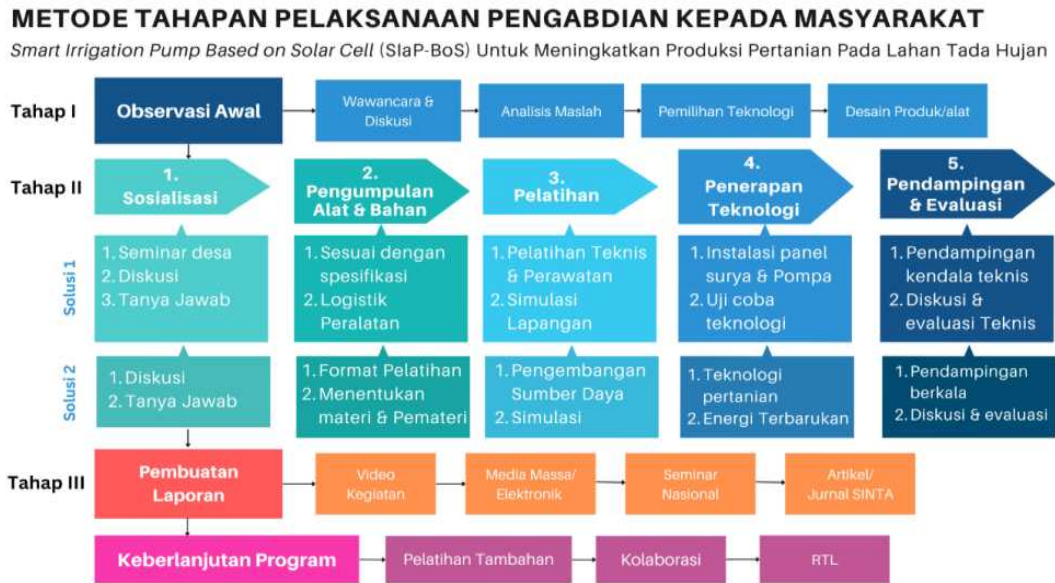 METODE TAHAPAN PELAKSANAAN PENGABDIAN KEPADA MASYARAKAT
Smart Irrigation Pump Based on Solar Cell (SIaP-BoS) Untuk Meningkatkan Produksi Pertanian Pada Lahan Tada Hujan
Tahap I
Observasi Awal
Wawancara &
Diskusi
Analisis Maslah
Pemilihan Teknologi
Desain Produk/alat
Tahap II
1.
Sosialisasi
2.
Pengumpulan
Alat & Bahan
3.
Pelatihan
4.
Penerapan
Teknologi
5.
Pendampingan
& Evaluasi
Solusi 1
1. Seminar desa
2. Diskusi
3. Tanya Jawab
1. Sesuai dengan
spesifikasi
2. Logistik
Peralatan
1. Pelatihan Teknis
& Perawatan
2. Simulasi
Lapangan
1. Instalasi panel
surya & Pompa
2. Uji coba
teknologi
1. Pendampingan
kendala teknis
2. Diskusi &
evaluasi Teknis
Solusi 2
1. Diskusi
2. Tanya Jawab
1. Format Pelatihan
2. Menentukan
materi & Pemateri
1. Pengembangan
Sumber Daya
2. Simulasi
1. Teknologi
pertanian
2. Energi Terbarukan
1. Pendampingan
berkala
2. Diskusi & evaluasi
Tahap III
Pembuatan
Laporan
Video
Kegiatan
Media Massa/
Elektronik
Seminar
Nasional
Artikel/
Jurnal SINTA
Keberlanjutan Program
Pelatihan Tambahan
Kolaborasi
RTL